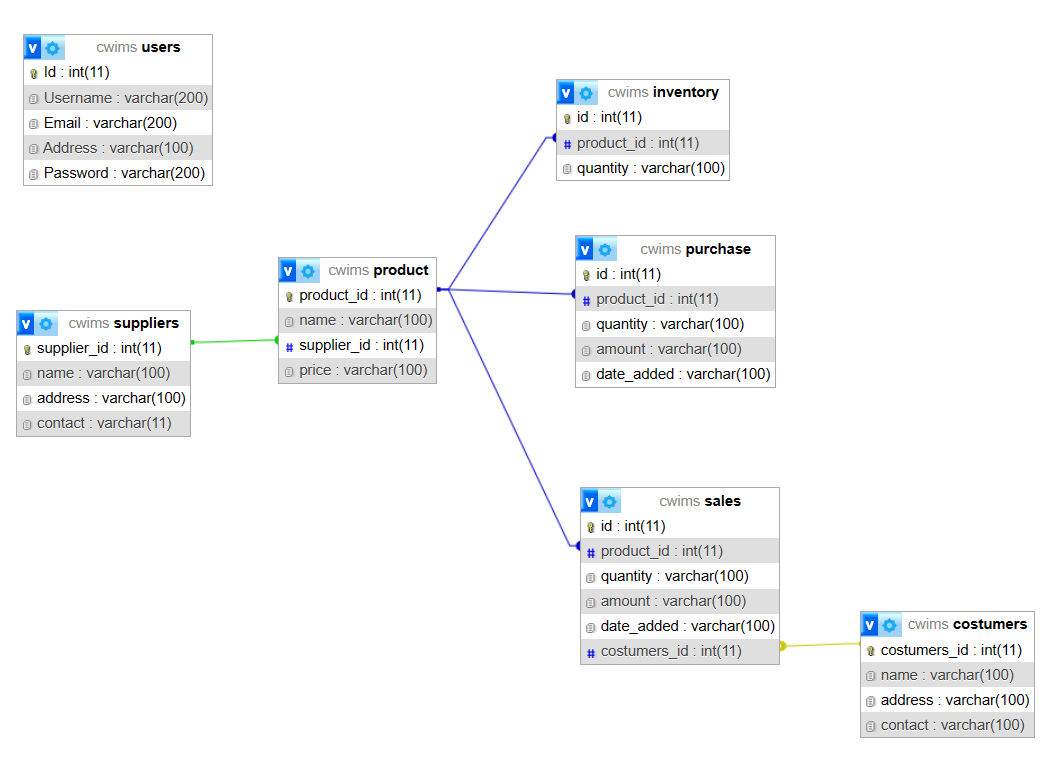 v cwims users
Id : int(11)
Username : varchar(200)
Email : varchar(200)
Address : varchar(100)
Password : varchar(200)
v cwims inventory
id : int(11)
# product_id : int(11)
quantity : varchar(100)
v cwims purchase
id : int(11)
# product_id : int(11)
quantity : varchar(100)
amount : varchar(100)
date_added : varchar(100)
v cwims product
product_id : int(11)
name : varchar(100)
# supplier_id : int(11)
price : varchar(100)
v cwims suppliers
supplier_id : int(11)
name : varchar(100)
address : varchar(100)
contact : varchar(11)
v cwims sales
id : int(11)
# product_id : int(11)
quantity : varchar(100)
amount : varchar(100)
date_added : varchar(100)
# costumers_id : int(11)
v cwims costumers
costumers_id : int(11)
name : varchar(100)
address : varchar(100)
contact : varchar(100)